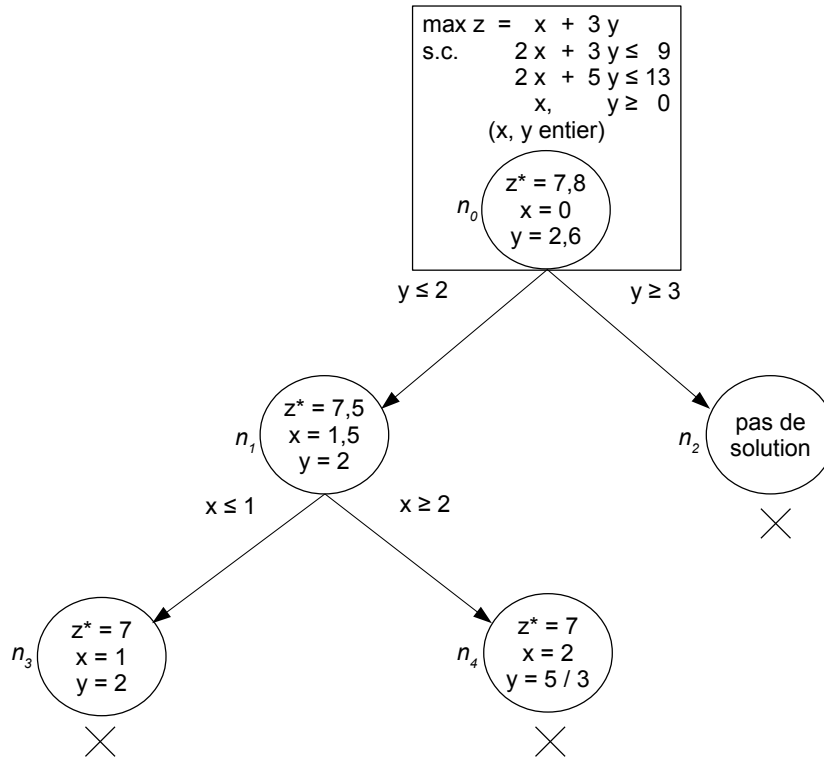 max z = x + 3 y
s.c. 2 x + 3 y ≤ 9
2 x + 5 y ≤ 13
x, y ≥ 0
(x, y entier)
n0
z* = 7,8
x = 0
y = 2,6
y ≤ 2
y ≥ 3
n1
z* = 7,5
x = 1,5
y = 2
n2
pas de
solution
x ≤ 1
x ≥ 2
n3
z* = 7
x = 1
y = 2
n4
z* = 7
x = 2
y = 5 / 3